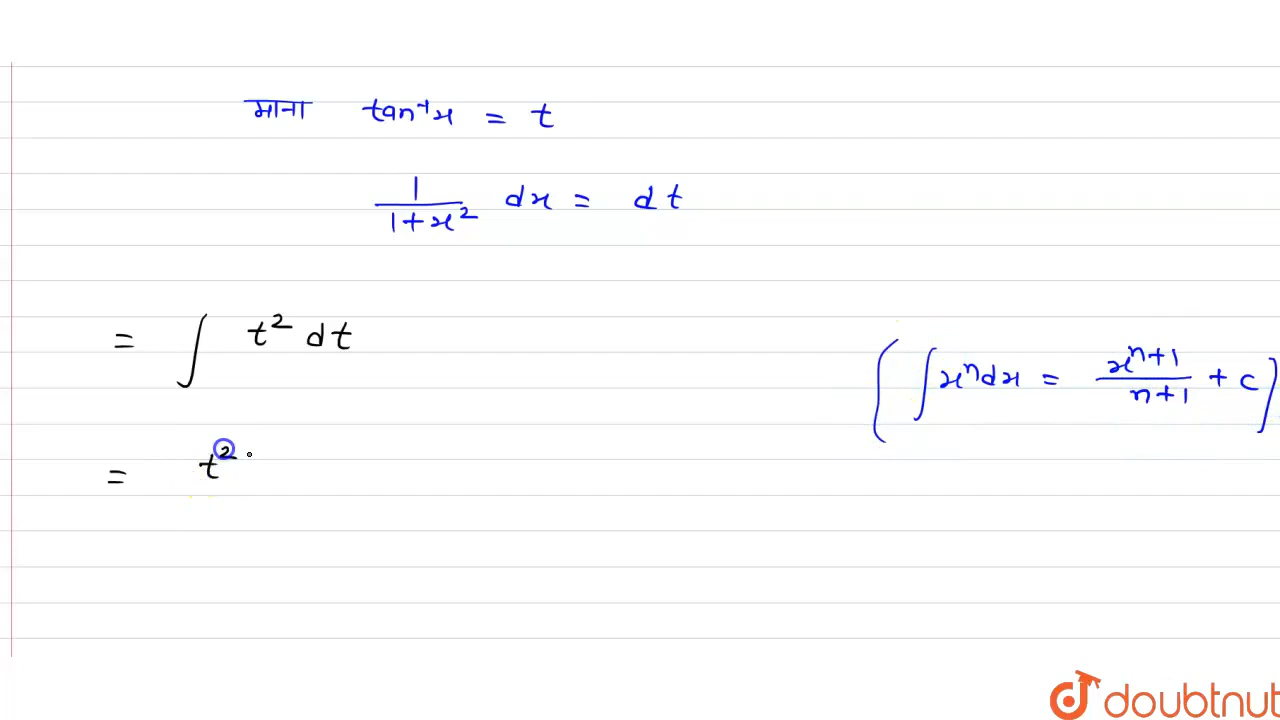 माना tan⁻¹x = t
1/(1+x²) dx = dt
= ∫ t² dt
(∫xⁿdx = xⁿ⁺¹/(n+1) + c)
= t²
doubtnut